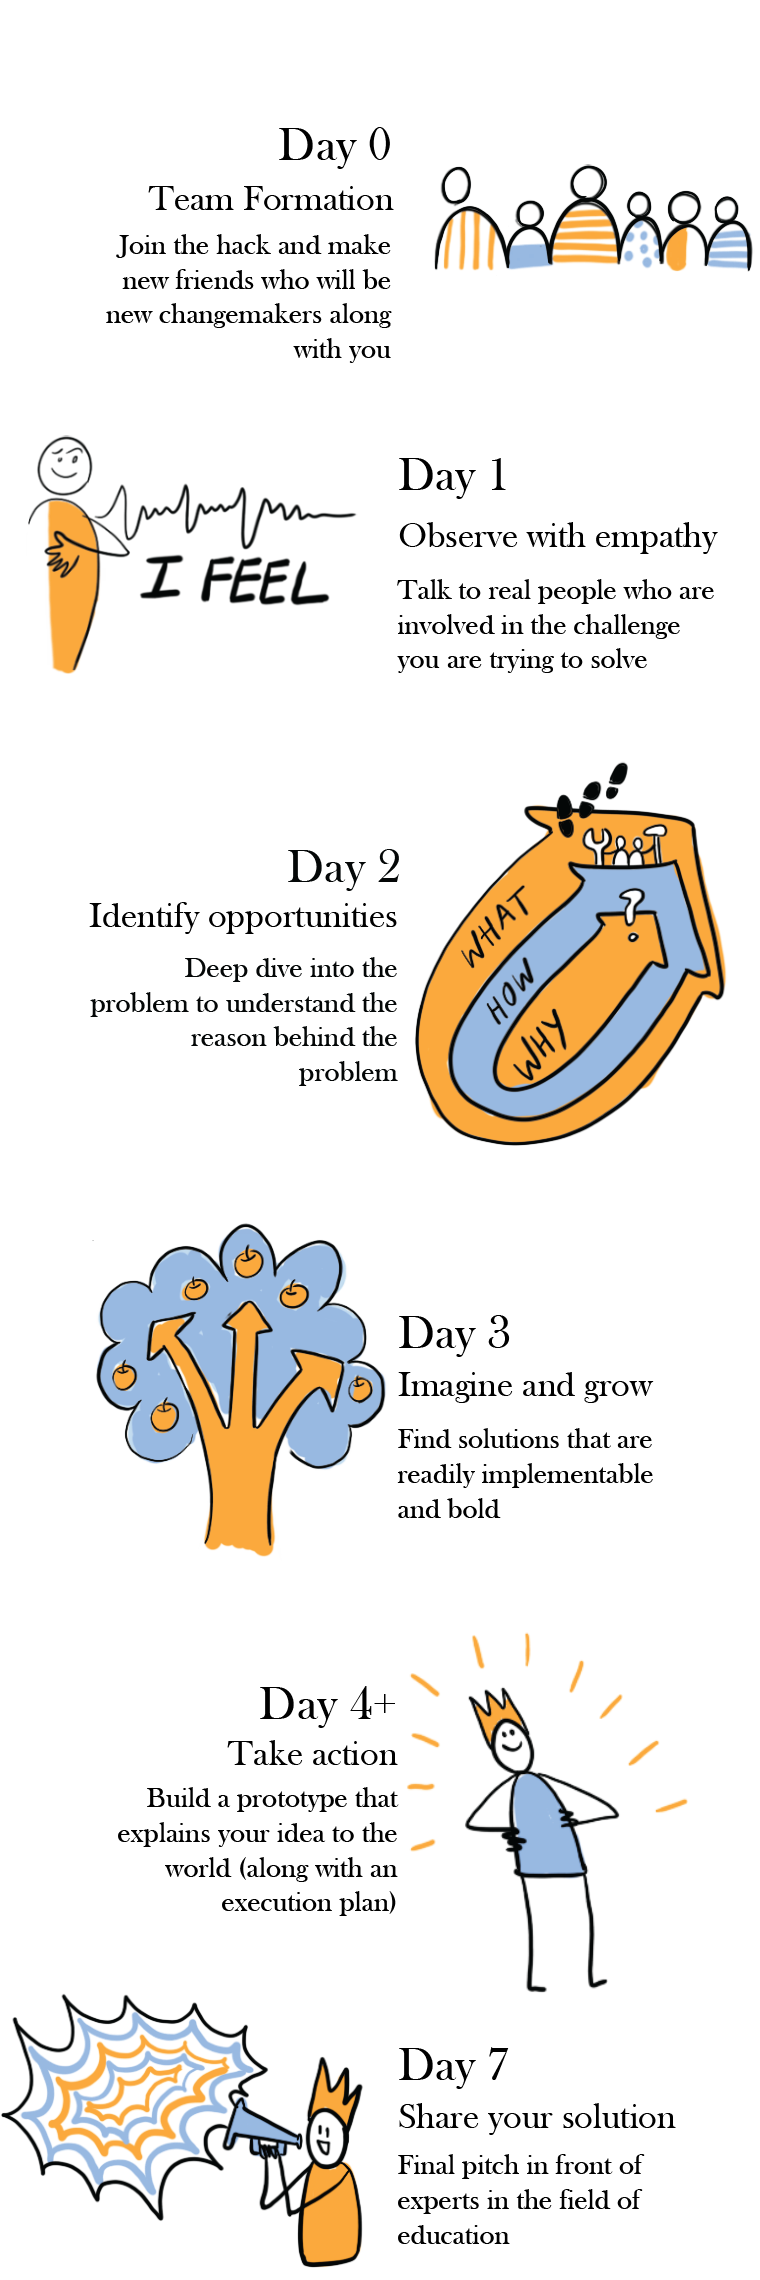 Day 0
Team Formation
Join the hack and make
new friends who will be
new changemakers along
with you
I FEEL
Day 1
Observe with empathy
Talk to real people who are
involved in the challenge
you are trying to solve
Day 2
Identify opportunities
Deep dive into the
problem to understand the
reason behind the
problem
?
WHAT
HOW
WHY
Day 3
Imagine and grow
Find solutions that are
readily implementable
and bold
Day 4+
Take action
Build a prototype that
explains your idea to the
world (along with an
execution plan)
Day 7
Share your solution
Final pitch in front of
experts in the field of
education